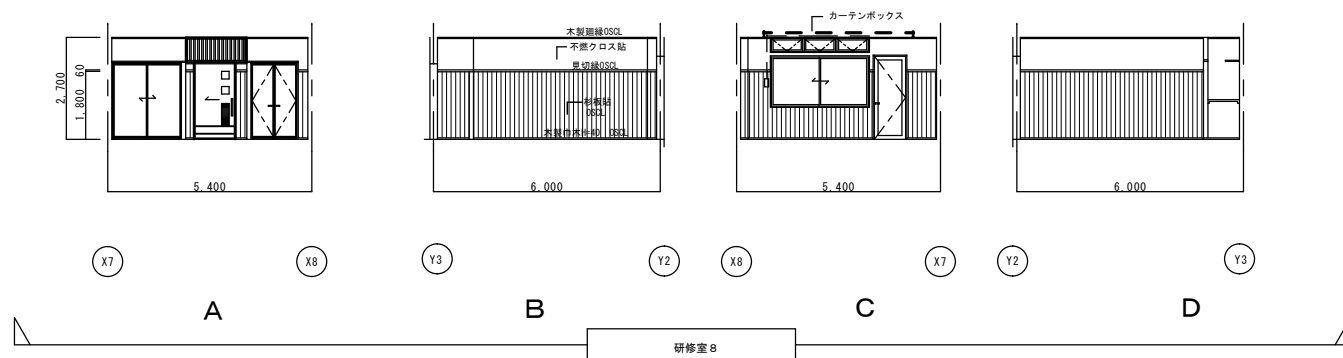 カーテンボックス
木製廻縁OSCL
不燃クロス貼
見切縁OSCL
杉板貼
OSCL
木製巾木H=40 OSCL
2,700
1,800 60
5,400
6,000
5,400
6,000
X7
X8
Y3
Y2
X8
X7
Y2
Y3
A
B
C
D
研修室8